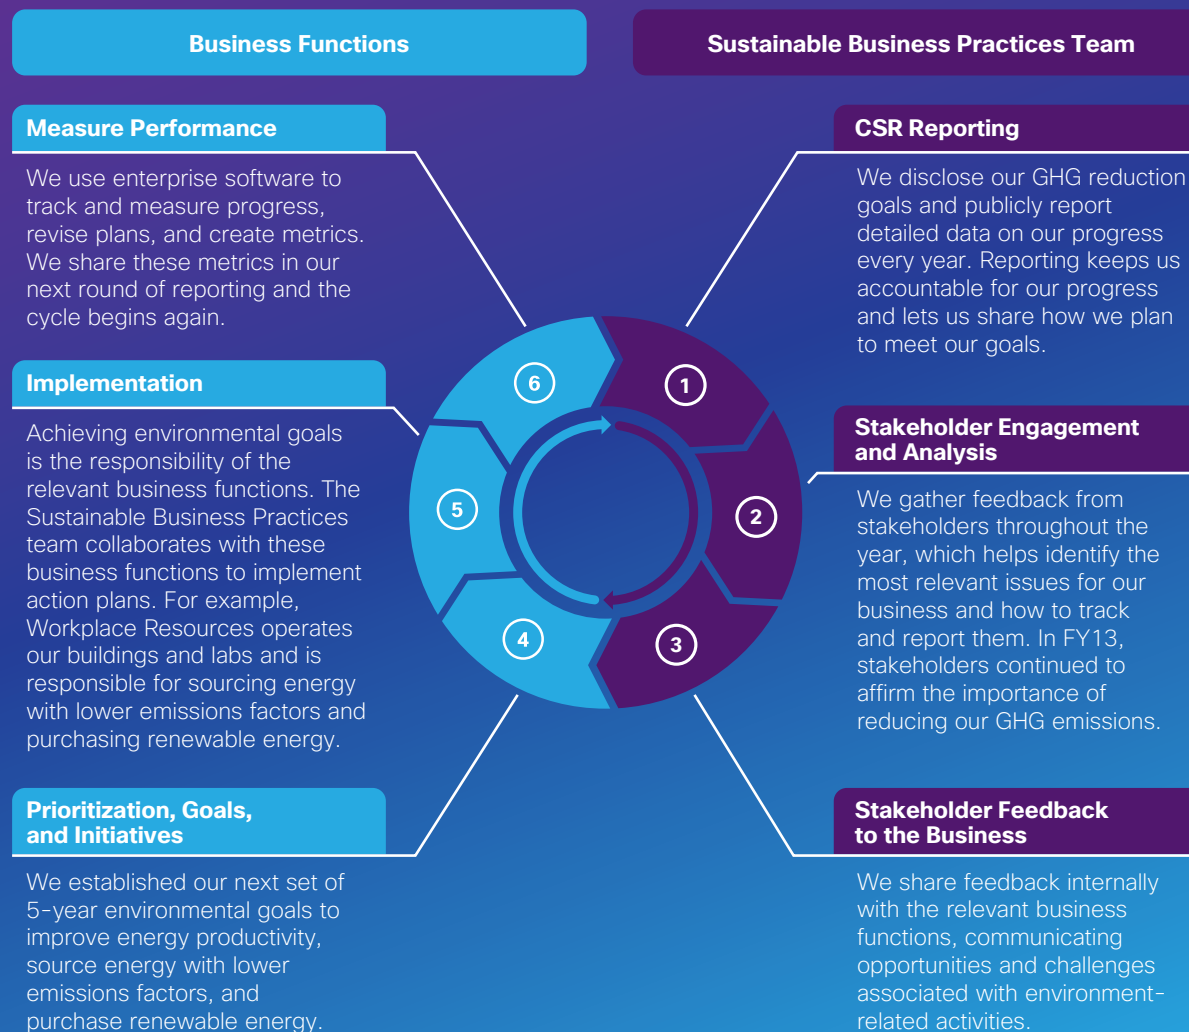 Business Functions
Sustainable Business Practices Team
Measure Performance
We use enterprise software to
track and measure progress,
revise plans, and create metrics.
We share these metrics in our
next round of reporting and the
cycle begins again.
Implementation
Achieving environmental goals
is the responsibility of the
relevant business functions. The
Sustainable Business Practices
team collaborates with these
business functions to implement
action plans. For example,
Workplace Resources operates
our buildings and labs and is
responsible for sourcing energy
with lower emissions factors and
purchasing renewable energy.
Prioritization, Goals,
and Initiatives
We established our next set of
5-year environmental goals to
improve energy productivity,
source energy with lower
emissions factors, and
purchase renewable energy.
6
1
5
2
4
3
CSR Reporting
We disclose our GHG reduction
goals and publicly report
detailed data on our progress
every year. Reporting keeps us
accountable for our progress
and lets us share how we plan
to meet our goals.
Stakeholder Engagement
and Analysis
We gather feedback from
stakeholders throughout the
year, which helps identify the
most relevant issues for our
business and how to track
and report them. In FY13,
stakeholders continued to
affirm the importance of
reducing our GHG emissions.
Stakeholder Feedback
to the Business
We share feedback internally
with the relevant business
functions, communicating
opportunities and challenges
associated with environment-
related activities.